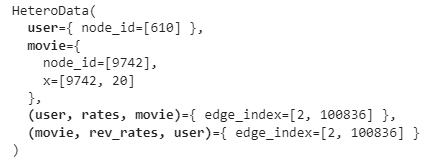 HeteroData(
  user={ node_id=[610] },
  movie={
    node_id=[9742],
    x=[9742, 20]
  },
  (user, rates, movie)={ edge_index=[2, 100836] },
  (movie, rev_rates, user)={ edge_index=[2, 100836] }
)